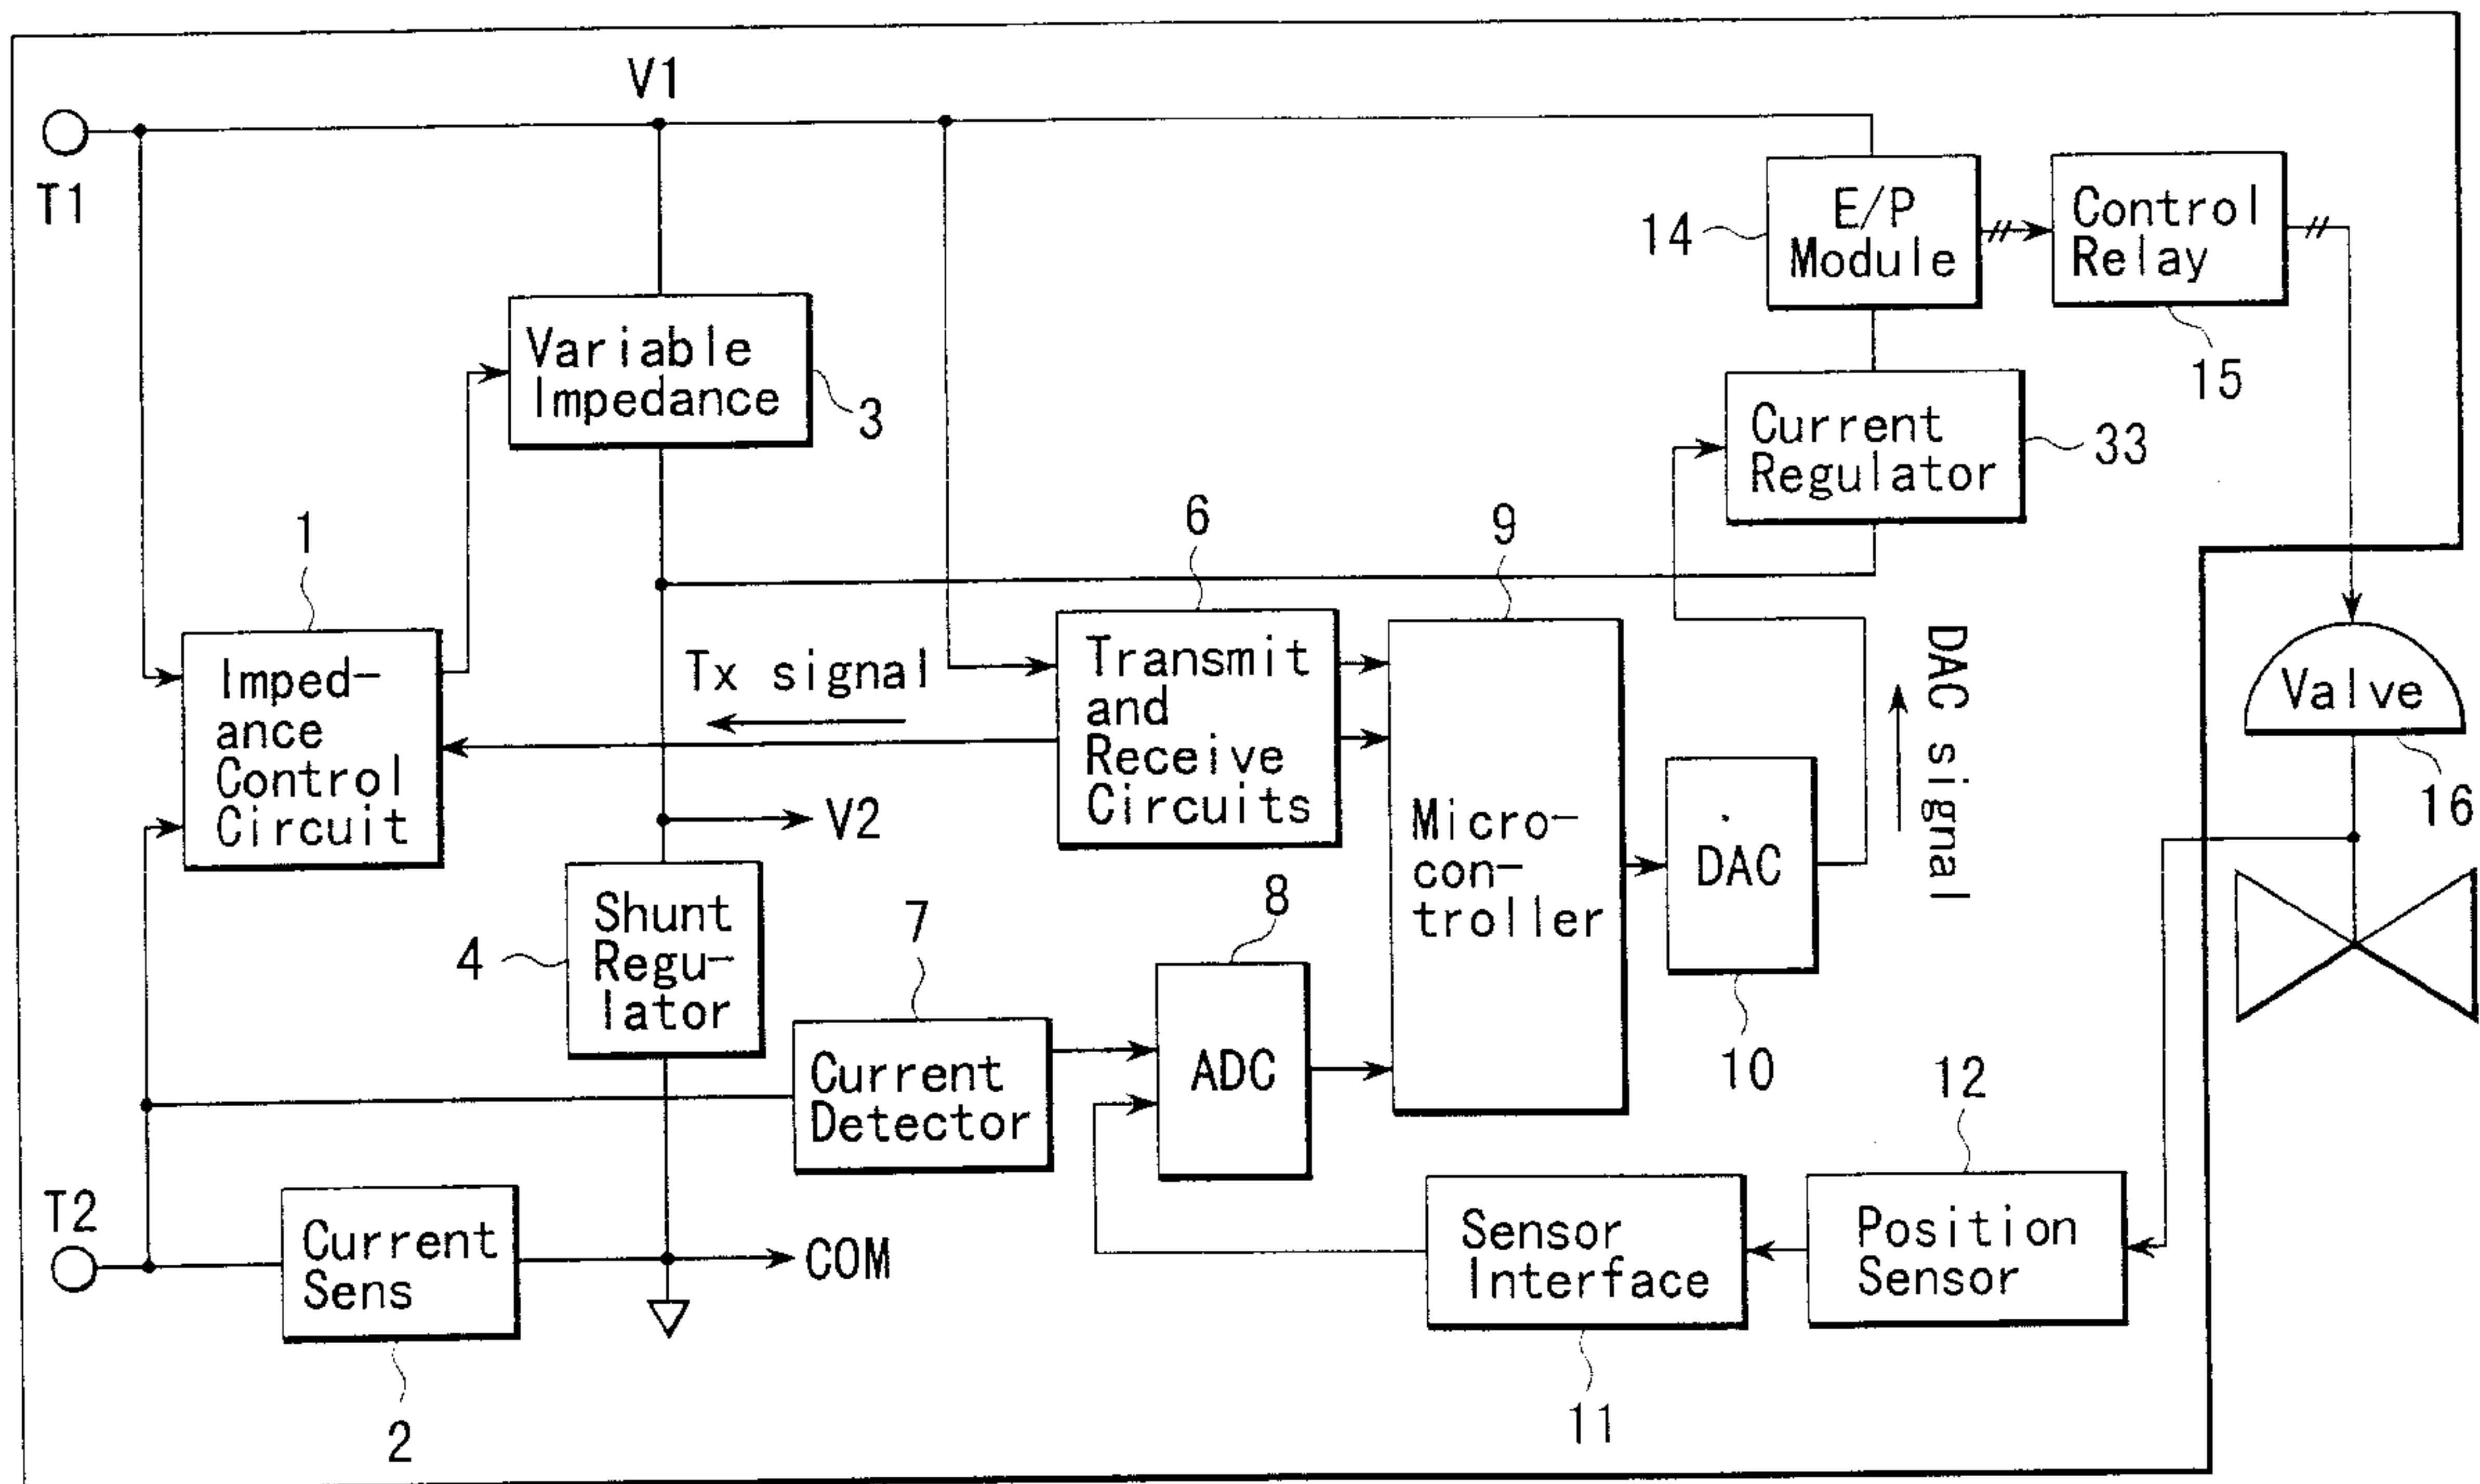 V1
T1
E/P
Module
14
Control
Relay
15
Variable
Impedance
3
Current
Regulator
33
1
6
9
Imped-
ance
Control
Circuit
Tx signal
Transmit
and
Receive
Circuits
DAC signal
Valve
16
V2
Micro-
con-
troller
DAC
10
Shunt
Regu-
lator
4
7
8
Current
Detector
ADC
12
T2
Current
Sens
2
COM
Sensor
Interface
11
Position
Sensor